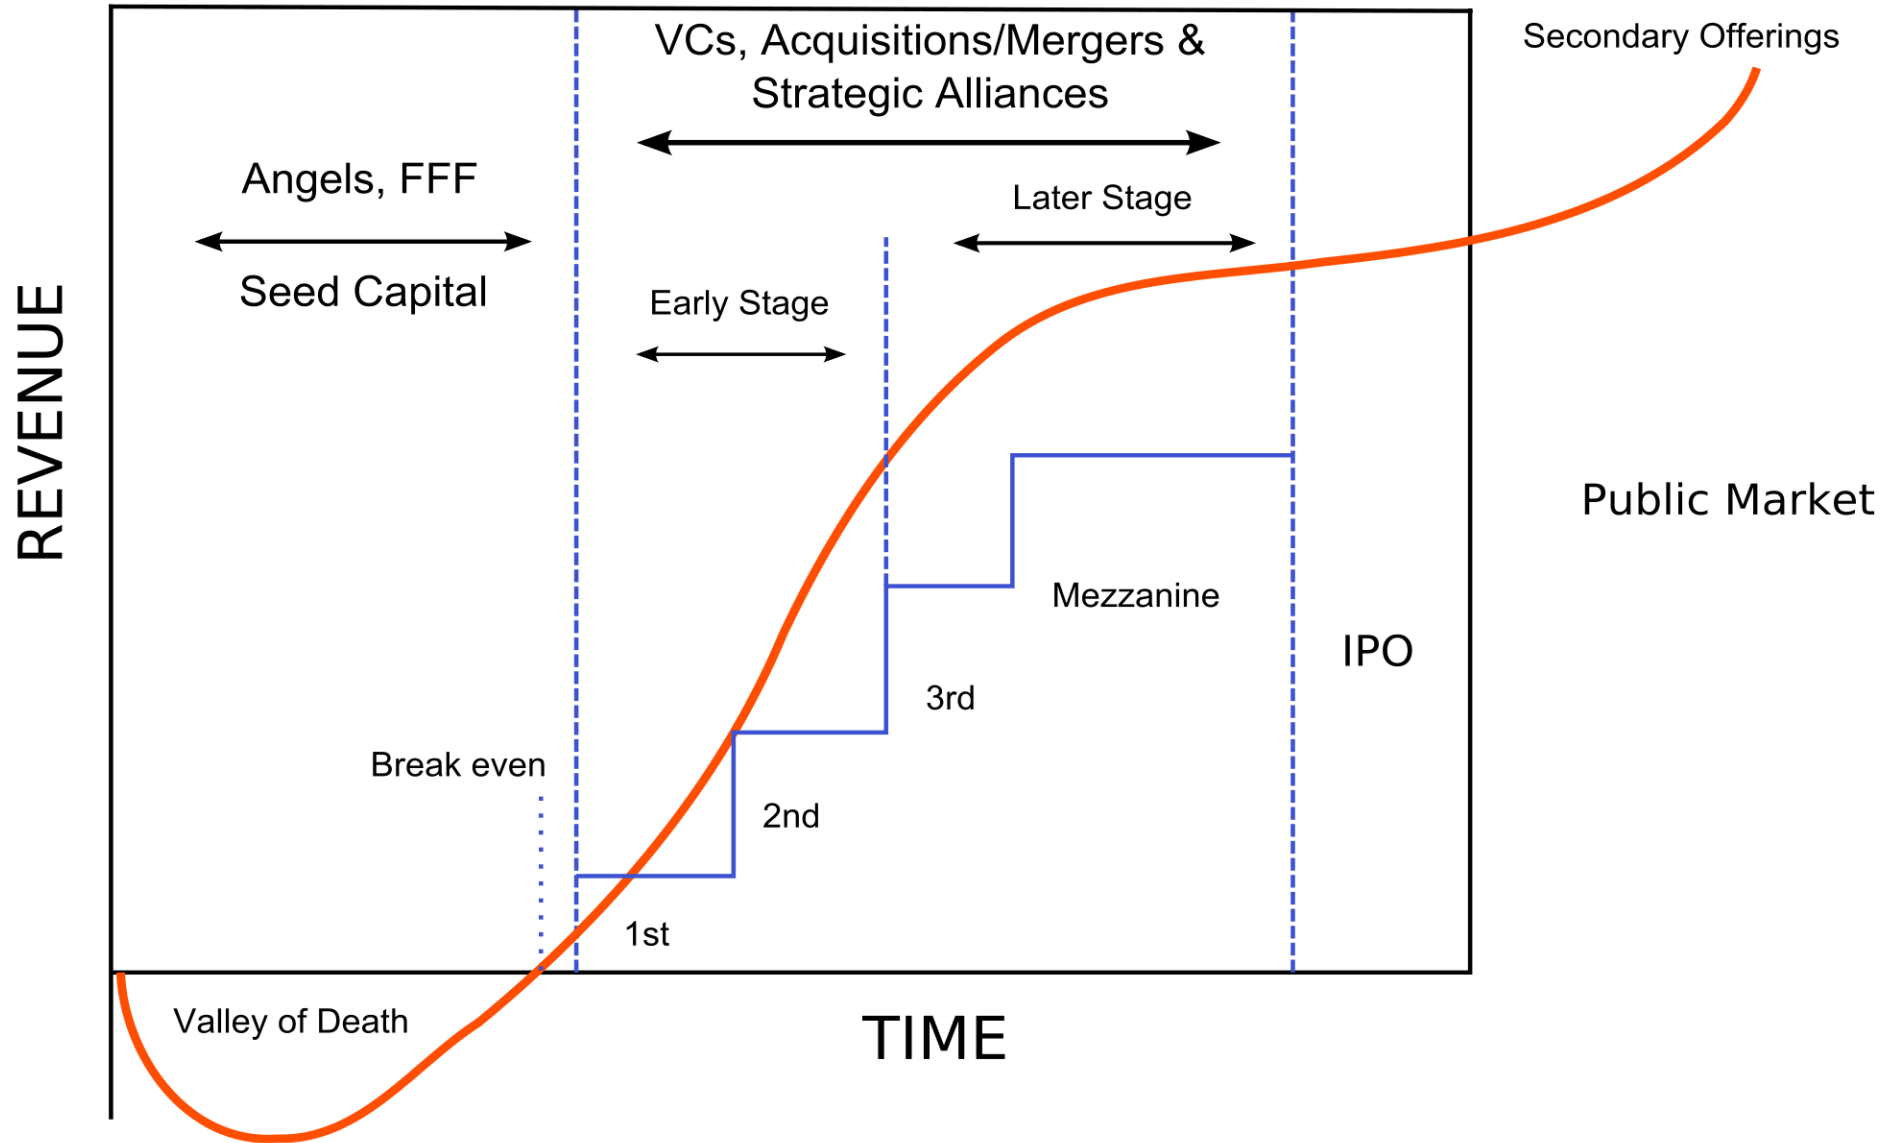 VCs, Acquisitions/Mergers &
Strategic Alliances
Secondary Offerings
Angels, FFF
Seed Capital
Later Stage
Early Stage
REVENUE
Public Market
Mezzanine
IPO
3rd
Break even
2nd
1st
Valley of Death
TIME